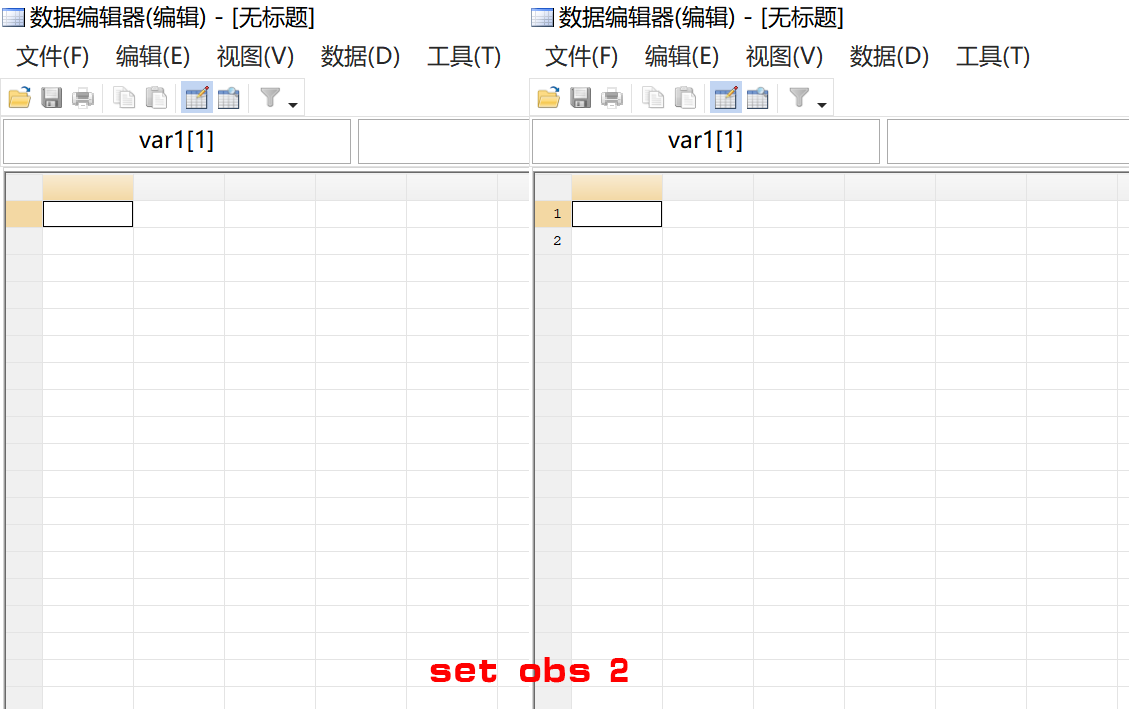 数据编辑器(编辑) - [无标题]
文件(F) 编辑(E) 视图(V) 数据(D) 工具(T)
var1[1]
数据编辑器(编辑) - [无标题]
文件(F) 编辑(E) 视图(V) 数据(D) 工具(T)
var1[1]
1
2
set obs 2